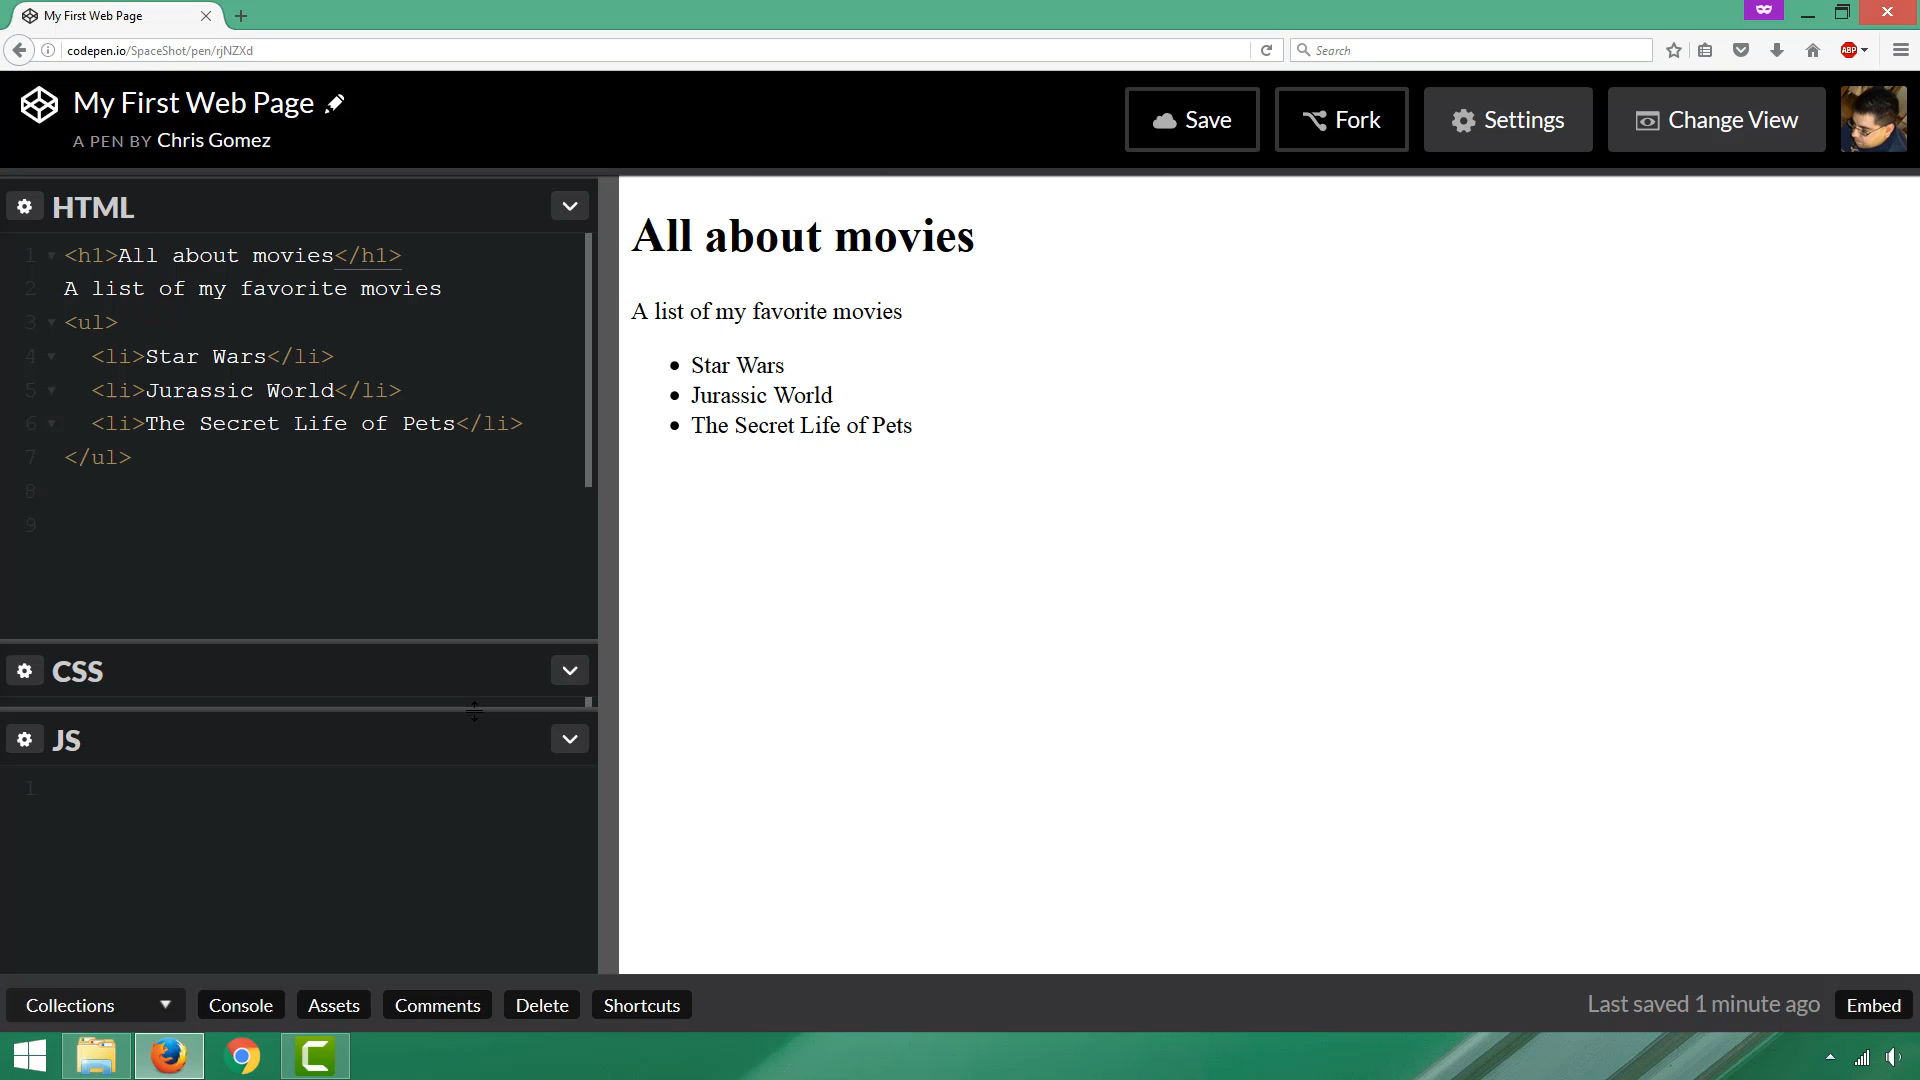 My First Web Page
codepen.io/SpaceShot/pen/rjNZXd
Search
ABP
My First Web Page
A PEN BY Chris Gomez
Save
Fork
Settings
Change View
HTML
1 <h1>All about movies</h1>
2 A list of my favorite movies
3 <ul>
4 <li>Star Wars</li>
5 <li>Jurassic World</li>
6 <li>The Secret Life of Pets</li>
7 </ul>
8
9
CSS
JS
1
All about movies
A list of my favorite movies
• Star Wars
• Jurassic World
• The Secret Life of Pets
Collections
Console
Assets
Comments
Delete
Shortcuts
Last saved 1 minute ago
Embed